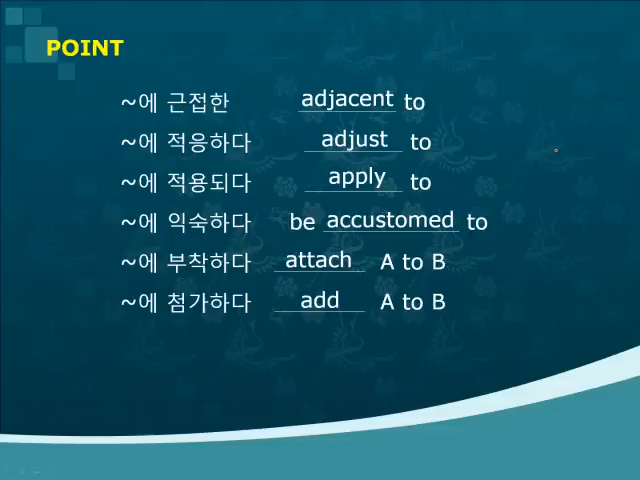 POINT
~에 근접한 adjacent to
~에 적응하다 adjust to
~에 적용되다 apply to
~에 익숙하다 be accustomed to
~에 부착하다 attach A to B
~에 첨가하다 add A to B